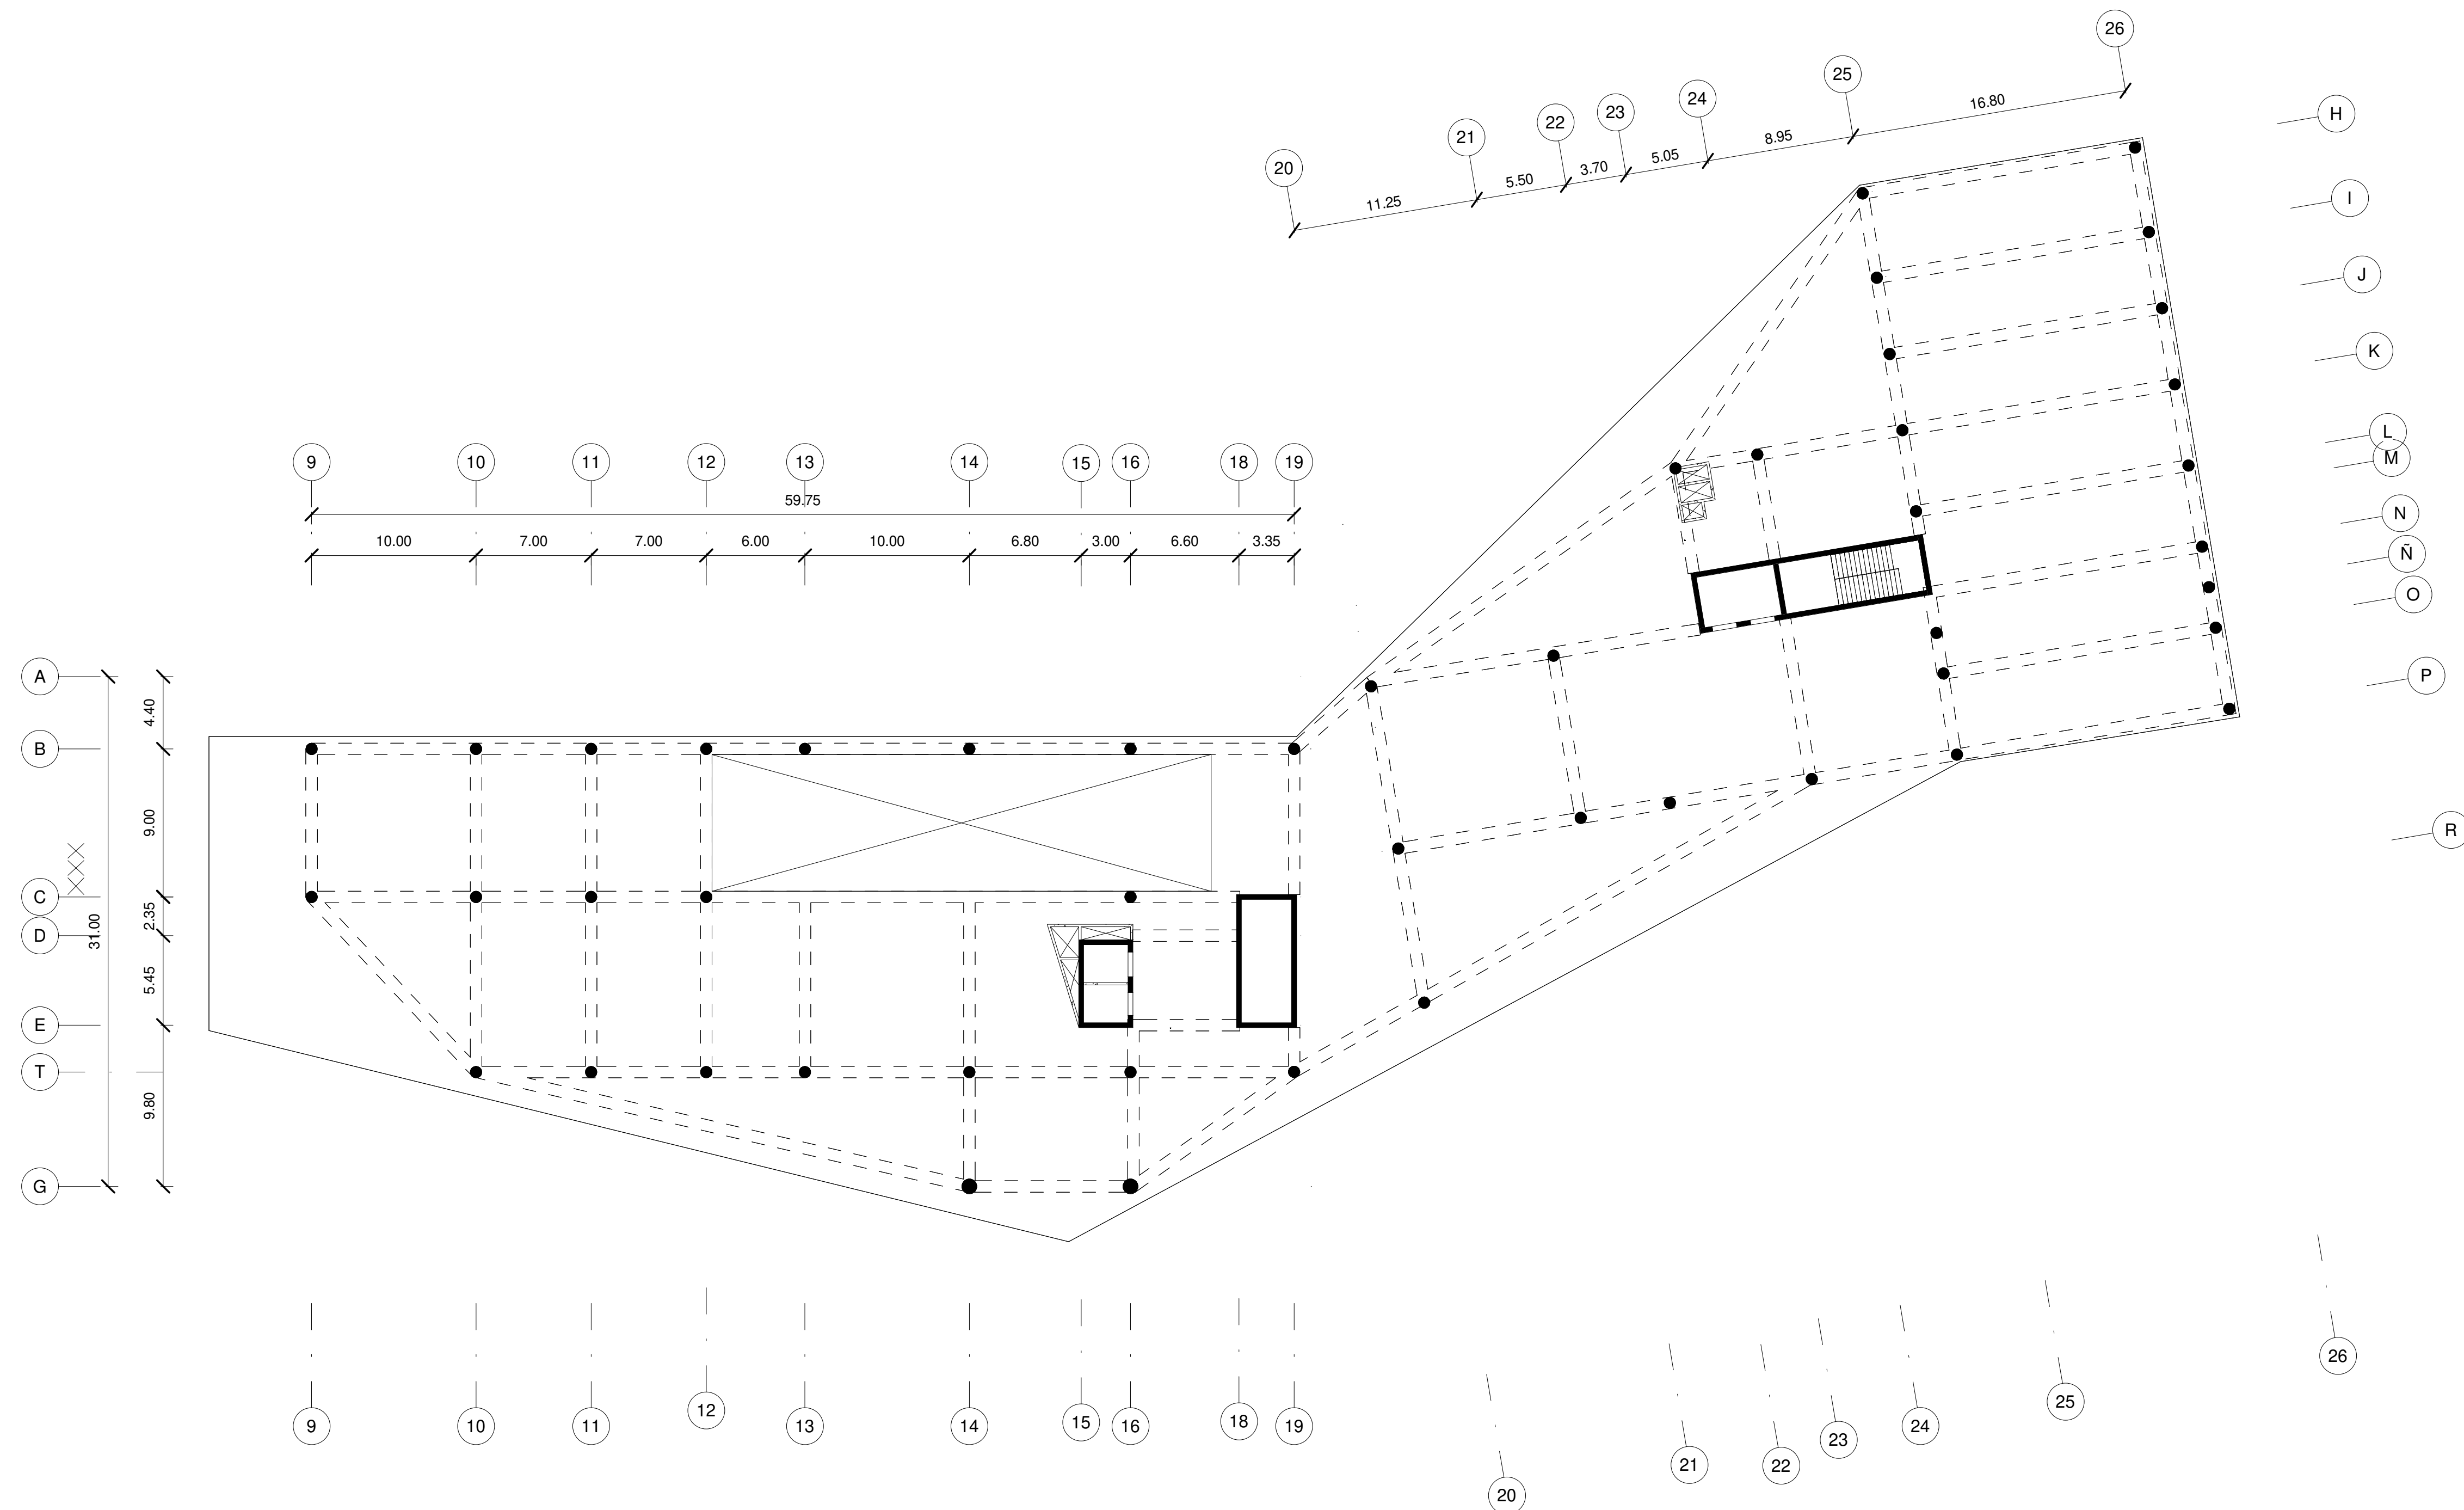 26
25
24
23
22
21
20
16.80
8.95
5.05
3.70
5.50
11.25
H
I
J
K
L
M
N
Ñ
O
P
R
9 10 11 12 13 14 15 16 18 19
59.75
10.00 7.00 7.00 6.00 10.00 6.80 3.00 6.60 3.35
A
B
C
D
E
T
G
4.40
9.00
2.35
5.45
9.80
31.00
9 10 11 12 13 14 15 16 18 19
20 21 22 23 24 25 26